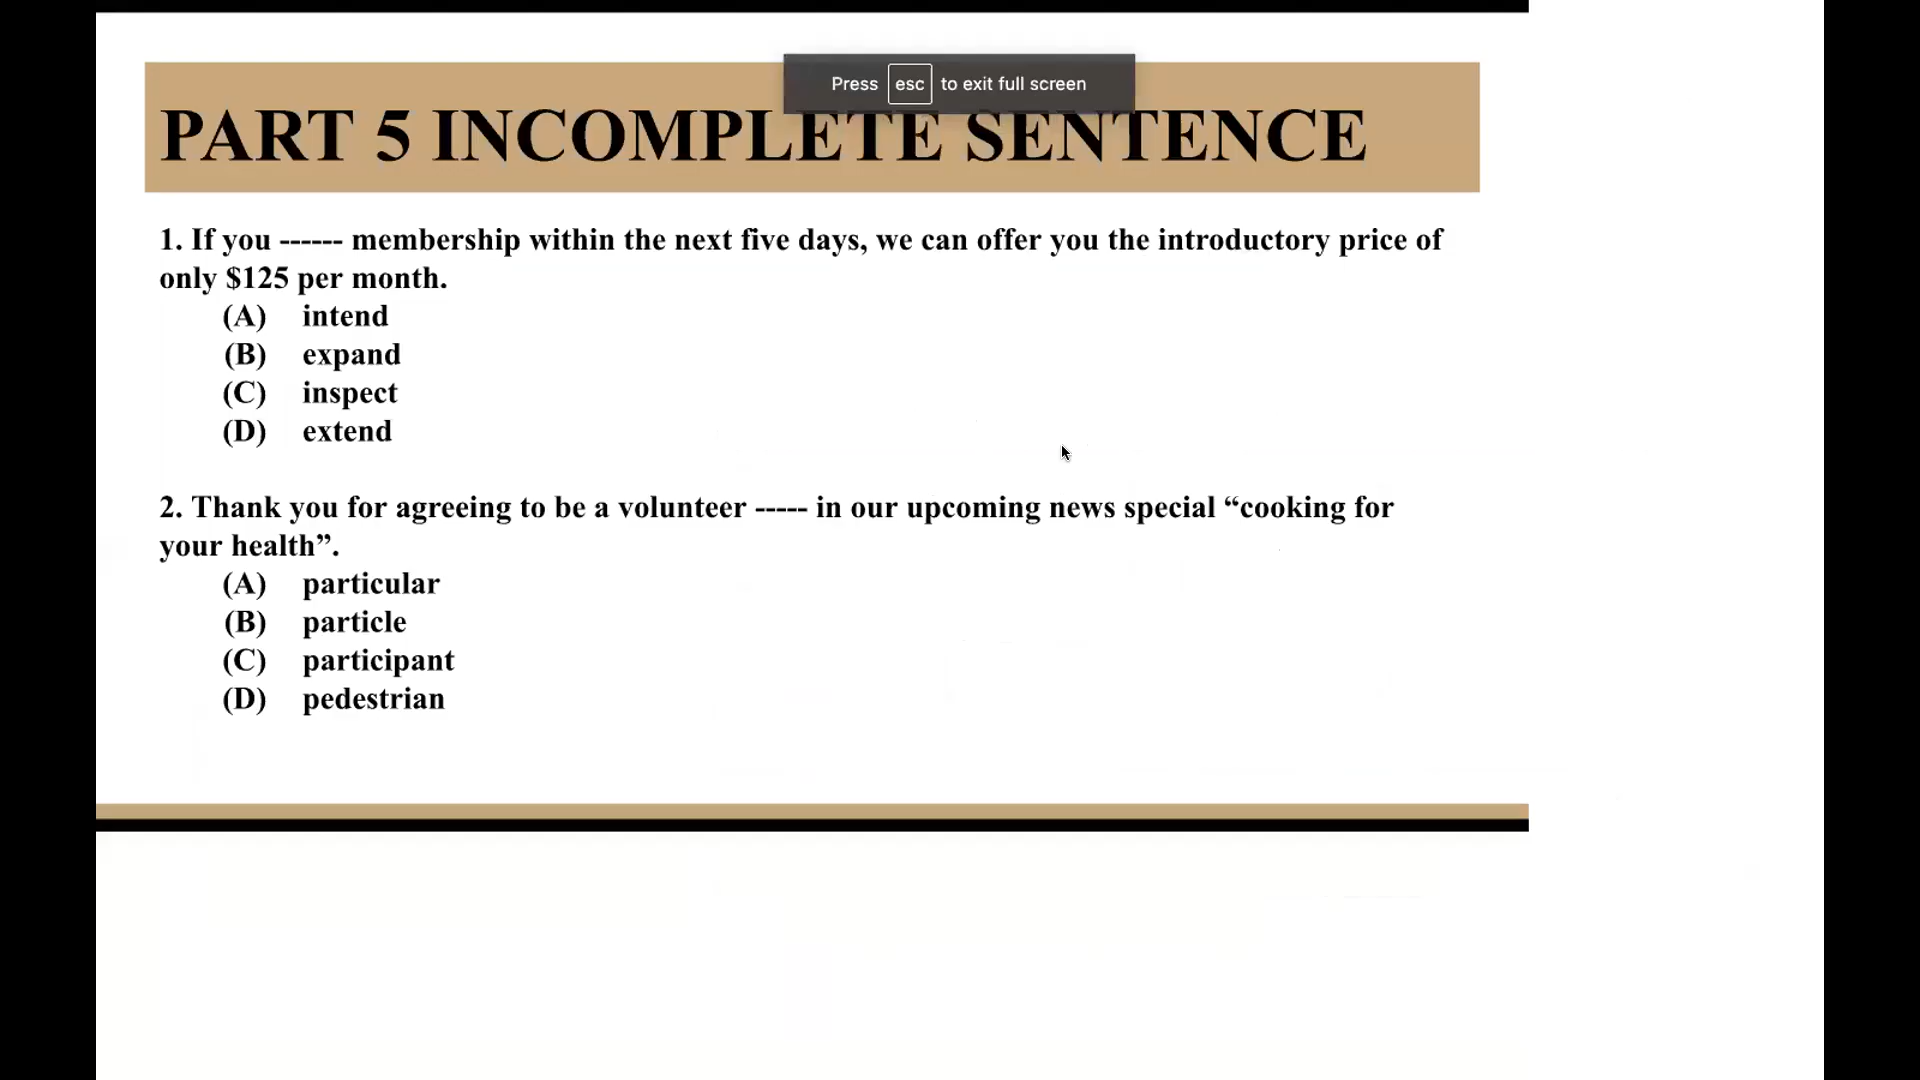 Press esc to exit full screen
PART 5 INCOMPLETE SENTENCE
1. If you ------ membership within the next five days, we can offer you the introductory price of
only $125 per month.
(A) intend
(B) expand
(C) inspect
(D) extend
2. Thank you for agreeing to be a volunteer ----- in our upcoming news special “cooking for
your health”.
(A) particular
(B) particle
(C) participant
(D) pedestrian